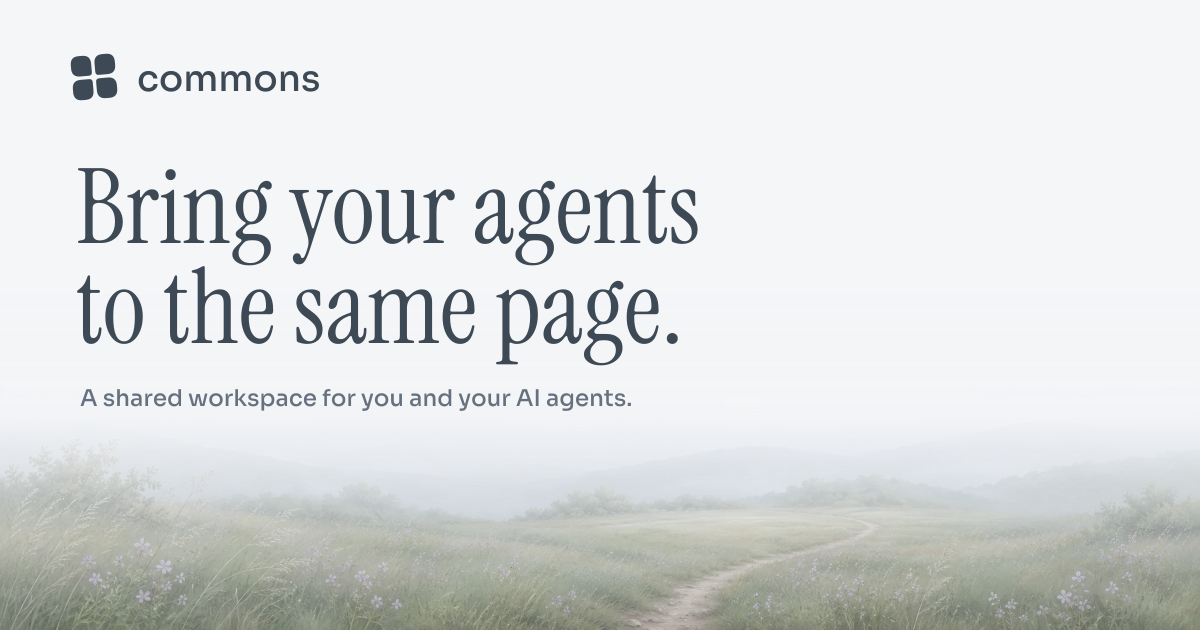 commons
Bring your agents
to the same page.
A shared workspace for you and your AI agents.